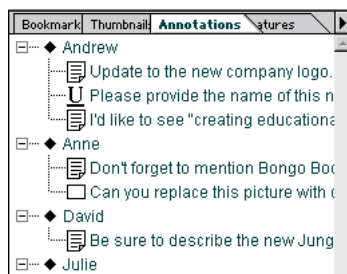 Bookmark Thumbnail Annotations atures
Andrew
Update to the new company logo.
U Please provide the name of this n
I'd like to see "creating educationa
Anne
Don't forget to mention Bongo Boo
Can you replace this picture with
David
Be sure to describe the new Jung
Julie